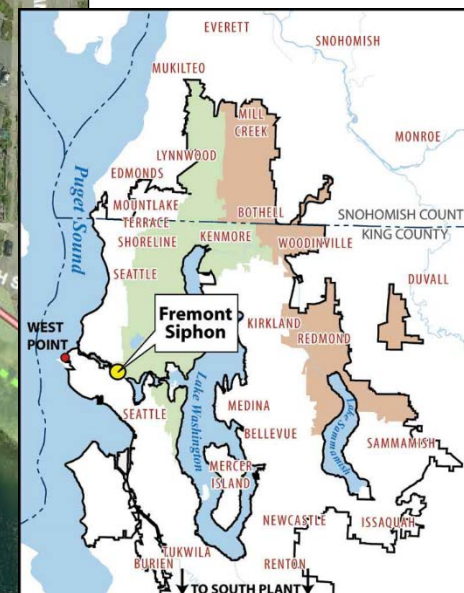 EVERETT
SNOHOMISH
MUKILTEO
MILL
CREEK
LYNNWOOD
MONROE
EDMONDS
Puget Sound
MOUNTLAKE
TERRACE
BOTHELL
SNOHOMISH COUNT
KING COUNTY
SHORELINE
KENMORE
WOODINVILLE
SEATTLE
DUVALL
Fremont
Siphon
WEST
POINT
KIRKLAND
REDMOND
Lake Washington
SEATTLE
MEDINA
Lake Sammamish
BELLEVUE
SAMMAMISH
MERCER
ISLAND
NEWCASTLE
ISSAQUAH
TUKWILA
BURIEN
RENTON
TO SOUTH PLANT